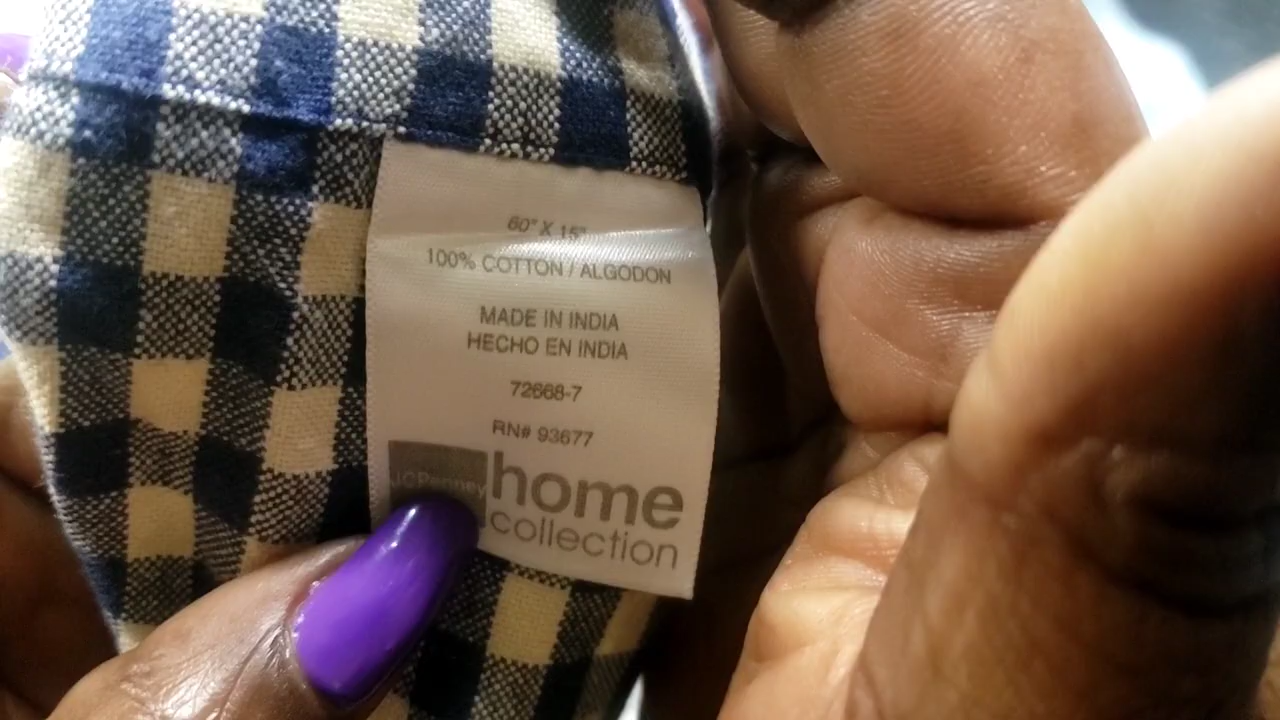 60" X 15"
100% COTTON / ALGODON
MADE IN INDIA
HECHO EN INDIA
72668-7
RN# 93677
JCPenney
home
collection